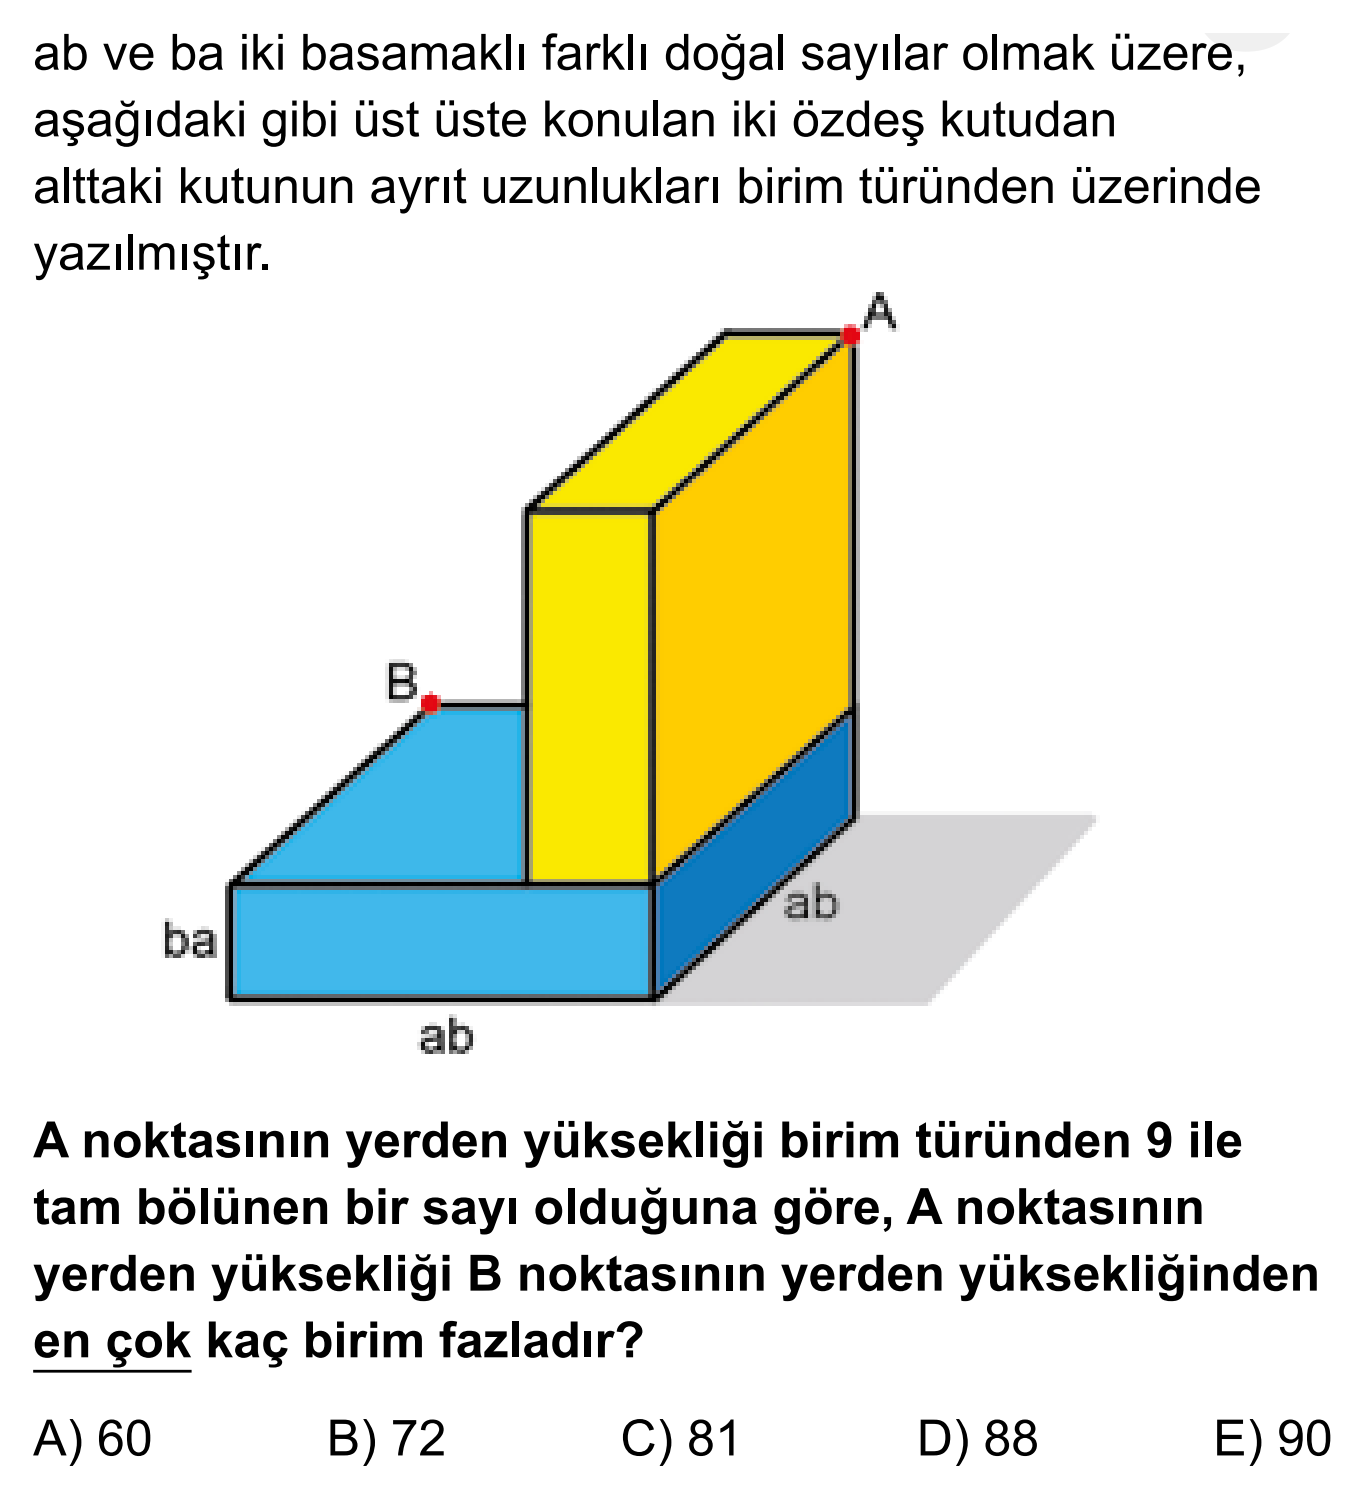 ab ve ba iki basamaklı farklı doğal sayılar olmak üzere,
aşağıdaki gibi üst üste konulan iki özdeş kutudan
alttaki kutunun ayrıt uzunlukları birim türünden üzerinde
yazılmıştır.
A
B
ba
ab
ab
A noktasının yerden yüksekliği birim türünden 9 ile
tam bölünen bir sayı olduğuna göre, A noktasının
yerden yüksekliği B noktasının yerden yüksekliğinden
en çok kaç birim fazladır?
A) 60 B) 72 C) 81 D) 88 E) 90